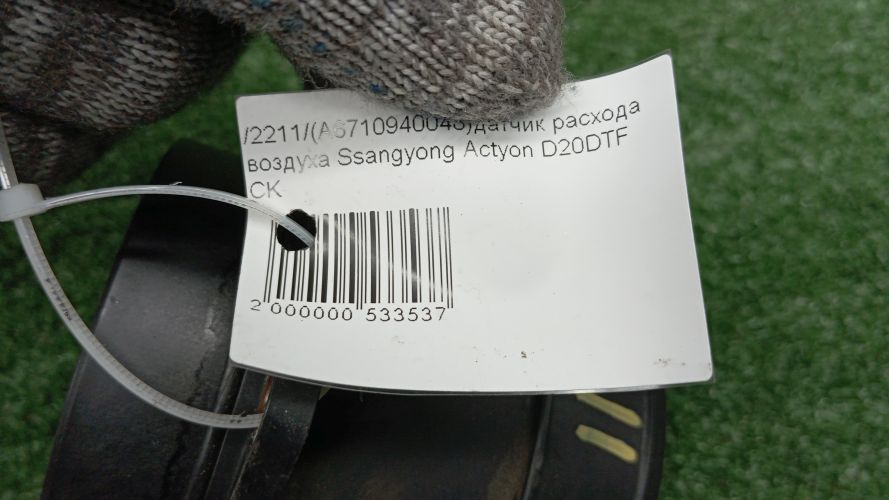 /2211/(A6710940048)датчик расхода
воздуха Ssangyong Actyon D20DTF
СК
2 000000 533537